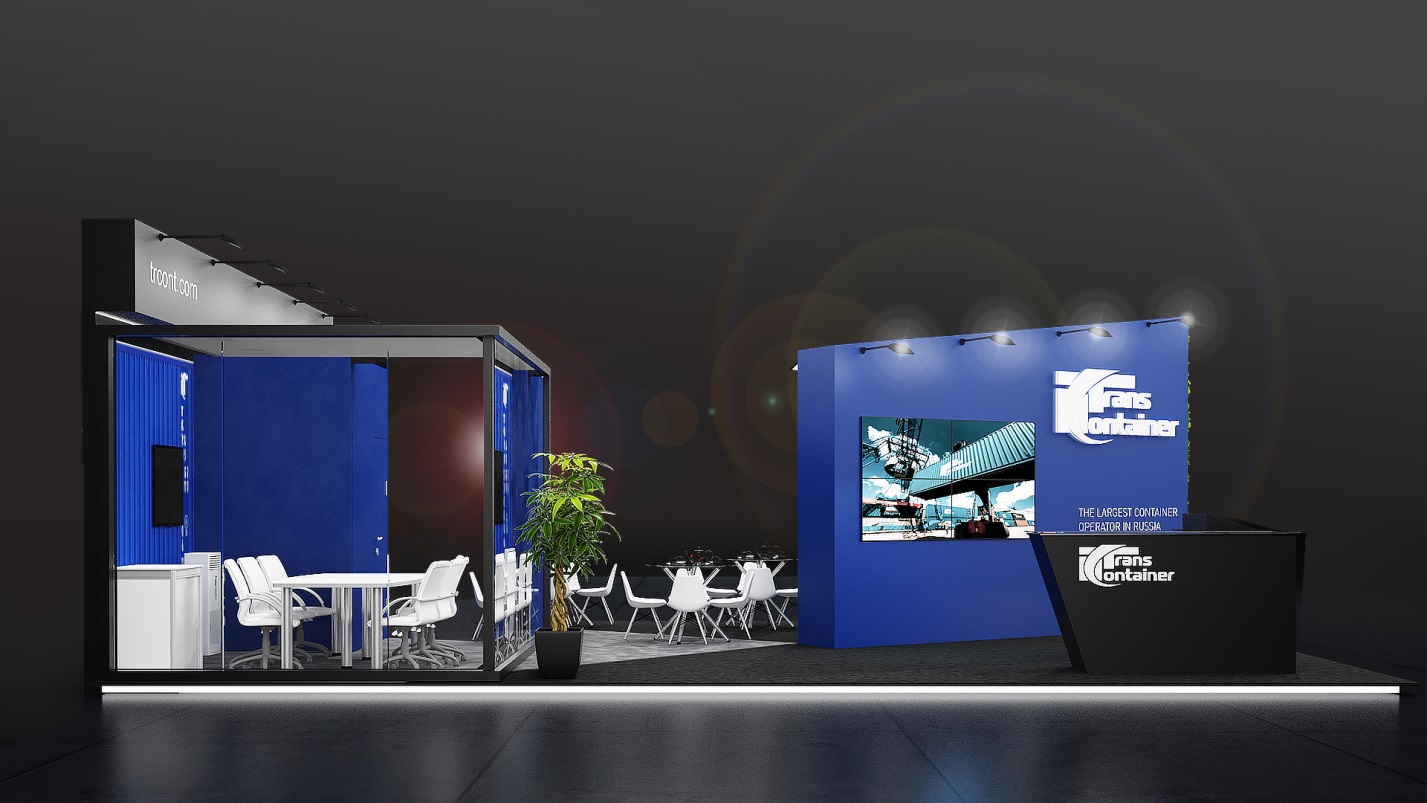 trcont.com
Trans
Container
THE LARGEST CONTAINER
OPERATOR IN RUSSIA
Trans
Container